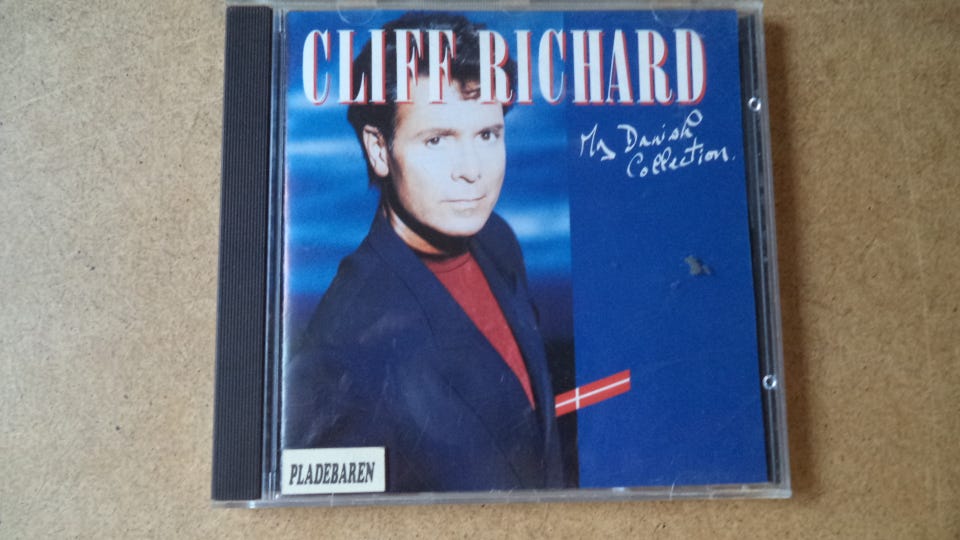 CLIFF RICHARD
My Danish
Collection.
PLADEBAREN